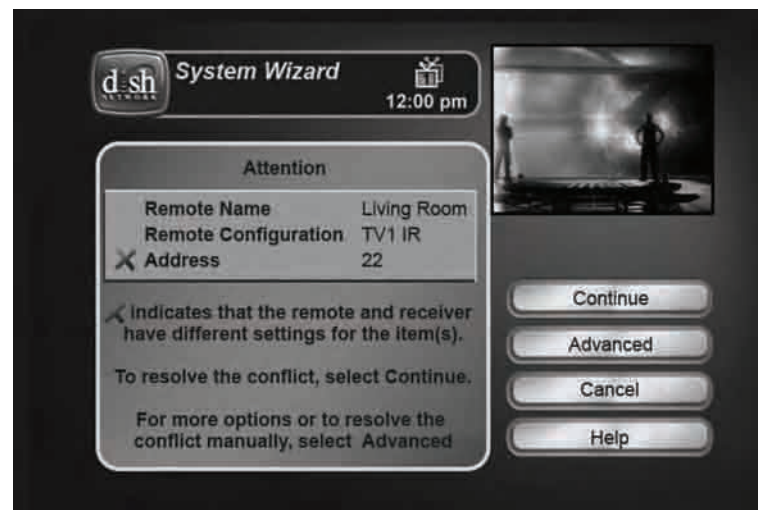 dish
NETWORK
System Wizard
12:00 pm
Attention
Remote Name Living Room
Remote Configuration TV1 IR
Address 22
indicates that the remote and receiver
have different settings for the item(s).
To resolve the conflict, select Continue.
For more options or to resolve the
conflict manually, select Advanced
Continue
Advanced
Cancel
Help